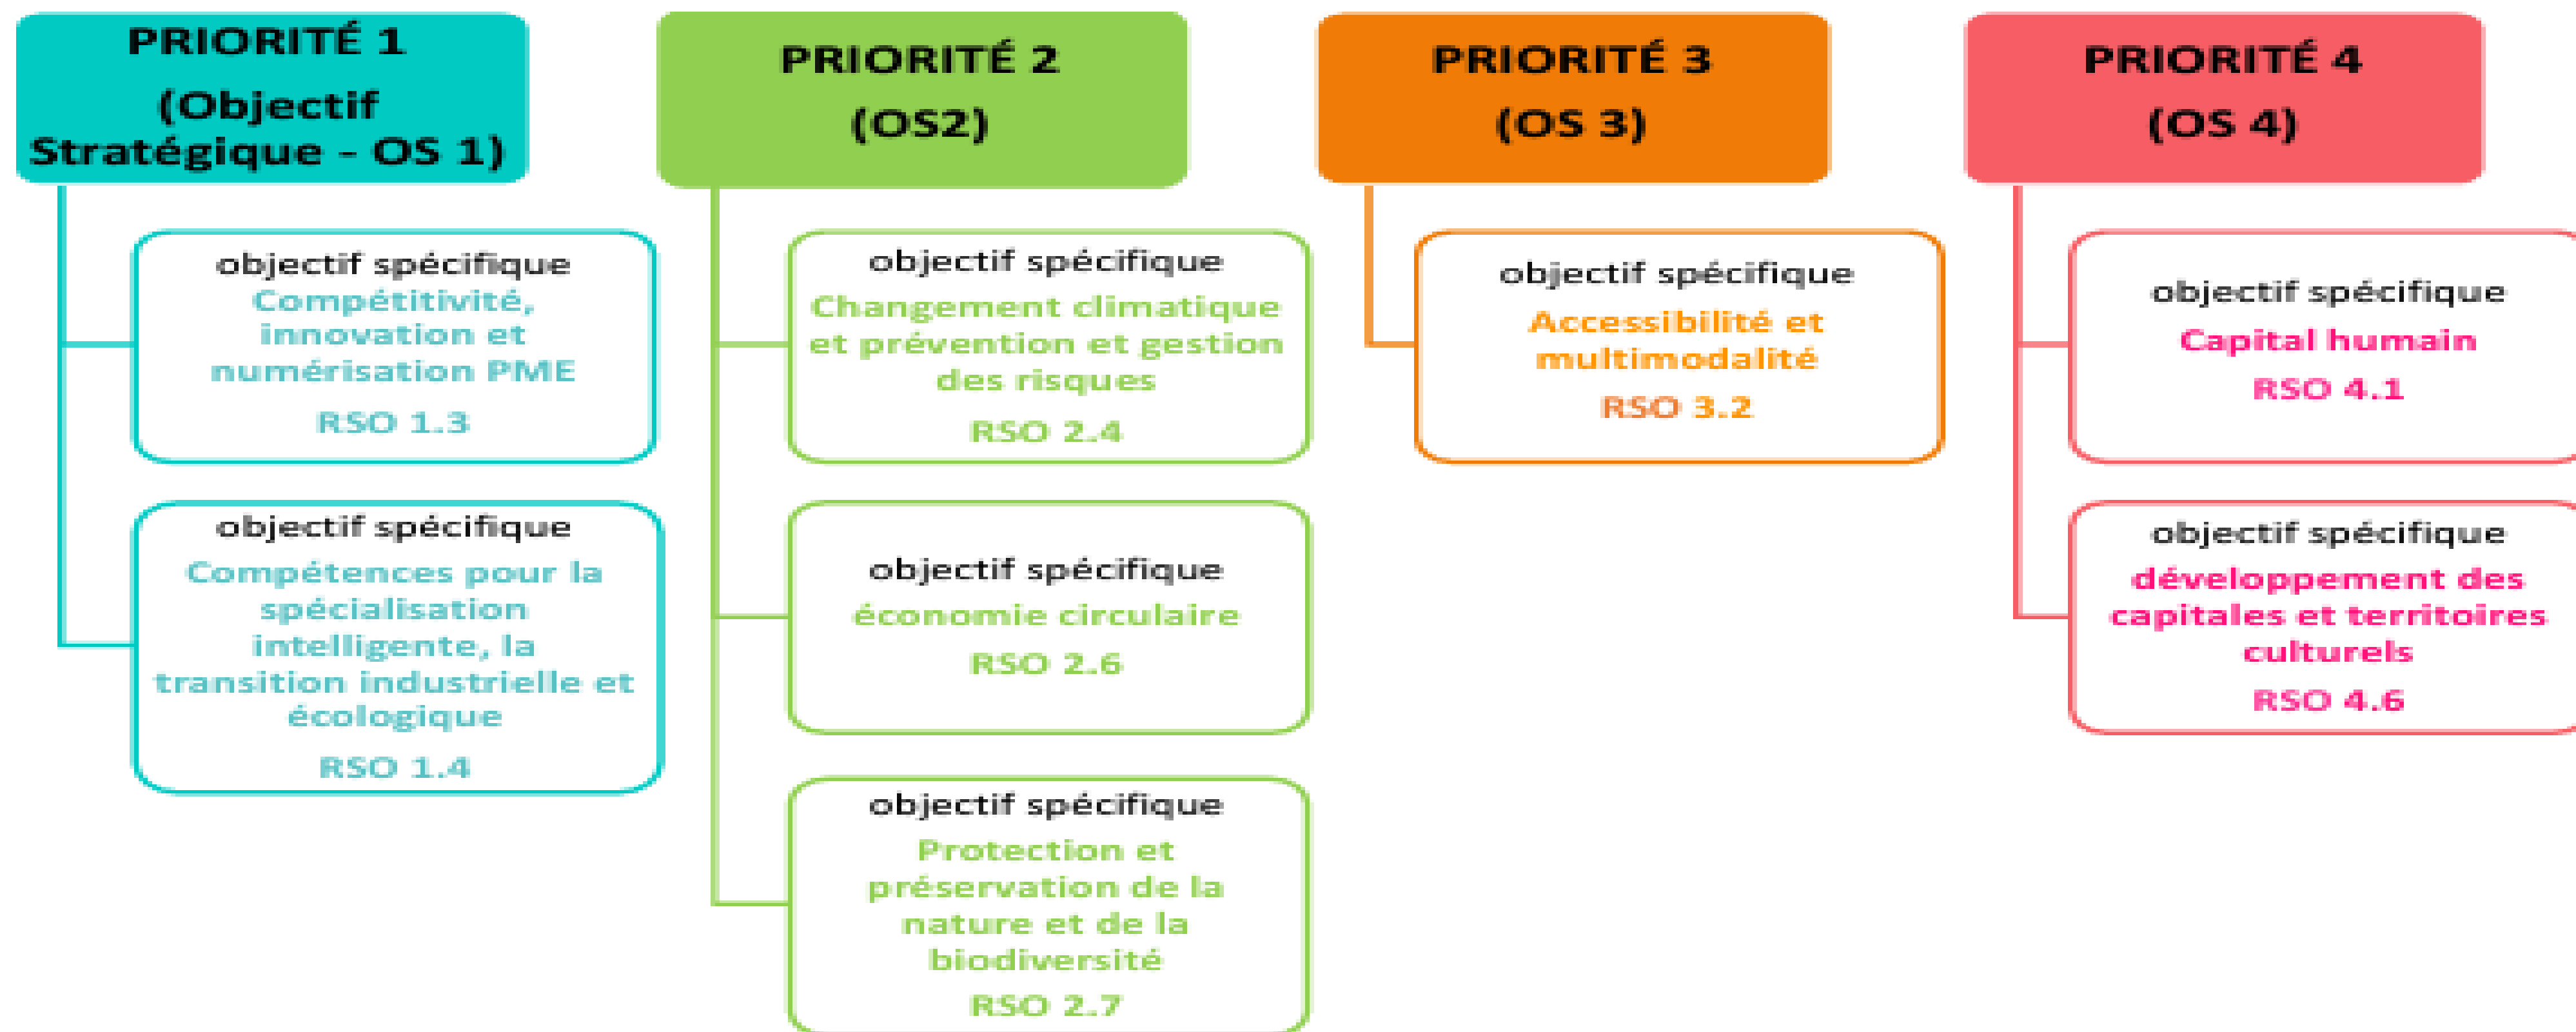 PRIORITÉ 1
(Objectif
Stratégique - OS 1)
objectif spécifique
Compétitivité,
innovation et
numérisation PME
RSO 1.3
objectif spécifique
Compétences pour la
spécialisation
intelligente, la
transition industrielle et
écologique
RSO 1.4
PRIORITÉ 2
(OS2)
objectif spécifique
Changement climatique
et prévention et gestion
des risques
RSO 2.4
objectif spécifique
économie circulaire
RSO 2.6
objectif spécifique
Protection et
préservation de la
nature et de la
biodiversité
RSO 2.7
PRIORITÉ 3
(OS 3)
objectif spécifique
Accessibilité et
multimodalité
RSO 3.2
PRIORITÉ 4
(OS 4)
objectif spécifique
Capital humain
RSO 4.1
objectif spécifique
développement des
capitales et territoires
culturels
RSO 4.6